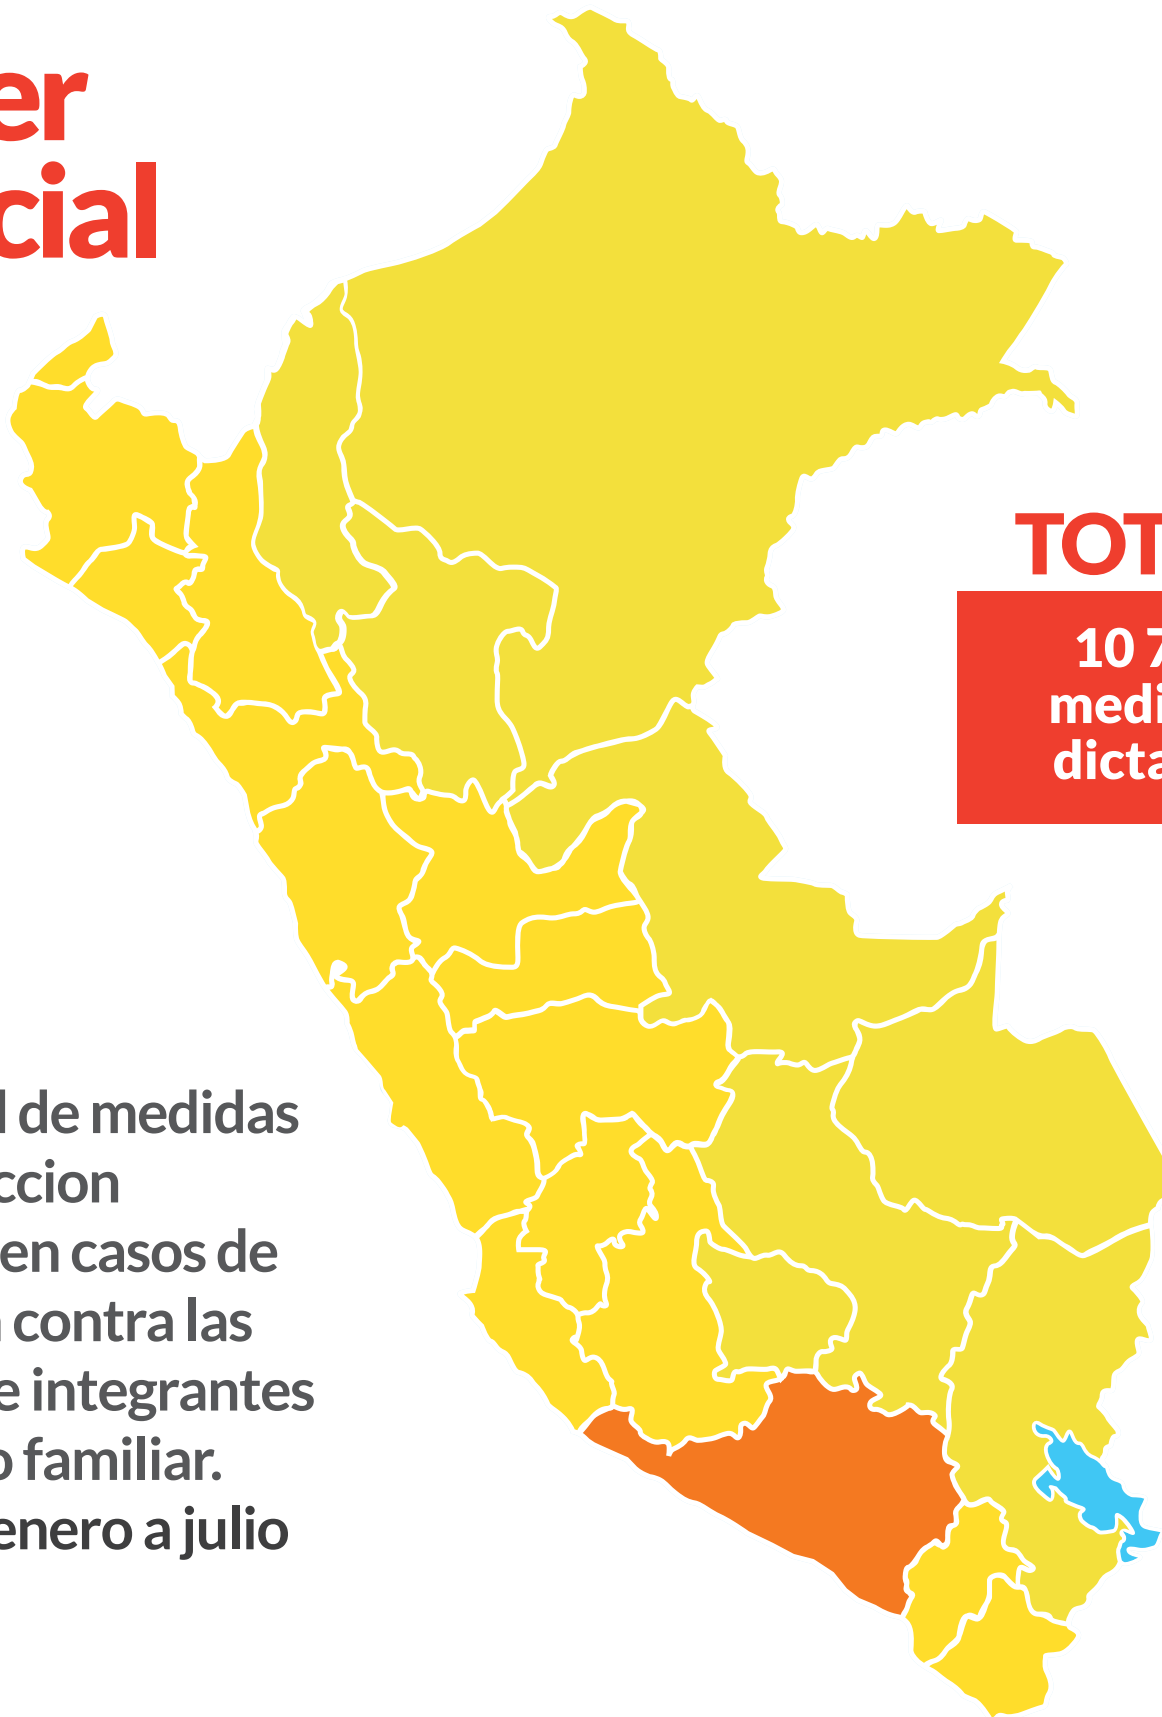 er
cial
TOT
10 7
medi
dicta
l de medidas
ccion
en casos de
a contra las
e integrantes
o familiar.
enero a julio